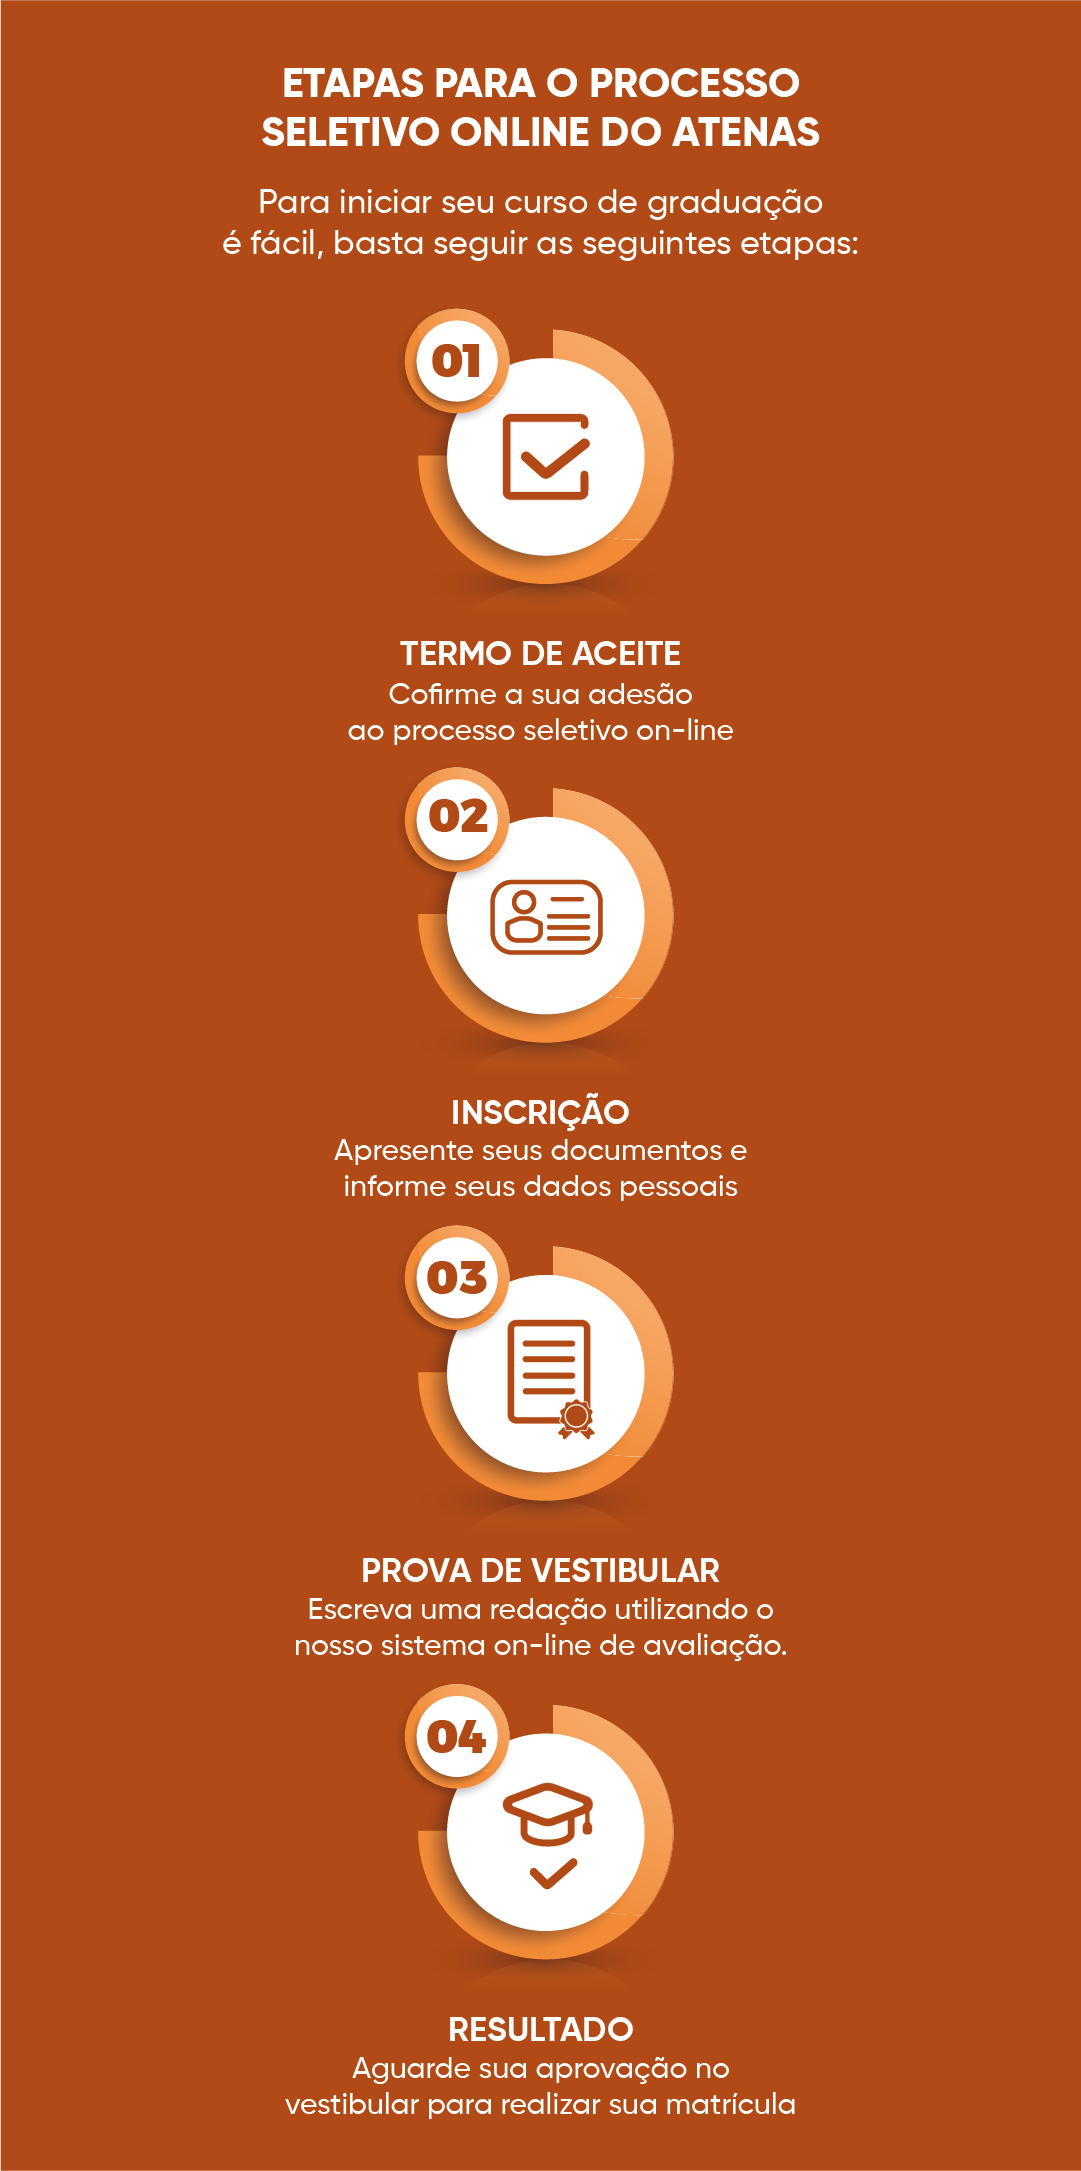 ETAPAS PARA O PROCESSO
SELETIVO ONLINE DO ATENAS
Para iniciar seu curso de graduação
é fácil, basta seguir as seguintes etapas:
01
TERMO DE ACEITE
Cofirme a sua adesão
ao processo seletivo on-line
02
INSCRIÇÃO
Apresente seus documentos e
informe seus dados pessoais
03
PROVA DE VESTIBULAR
Escreva uma redação utilizando o
nosso sistema on-line de avaliação.
04
RESULTADO
Aguarde sua aprovação no
vestibular para realizar sua matrícula